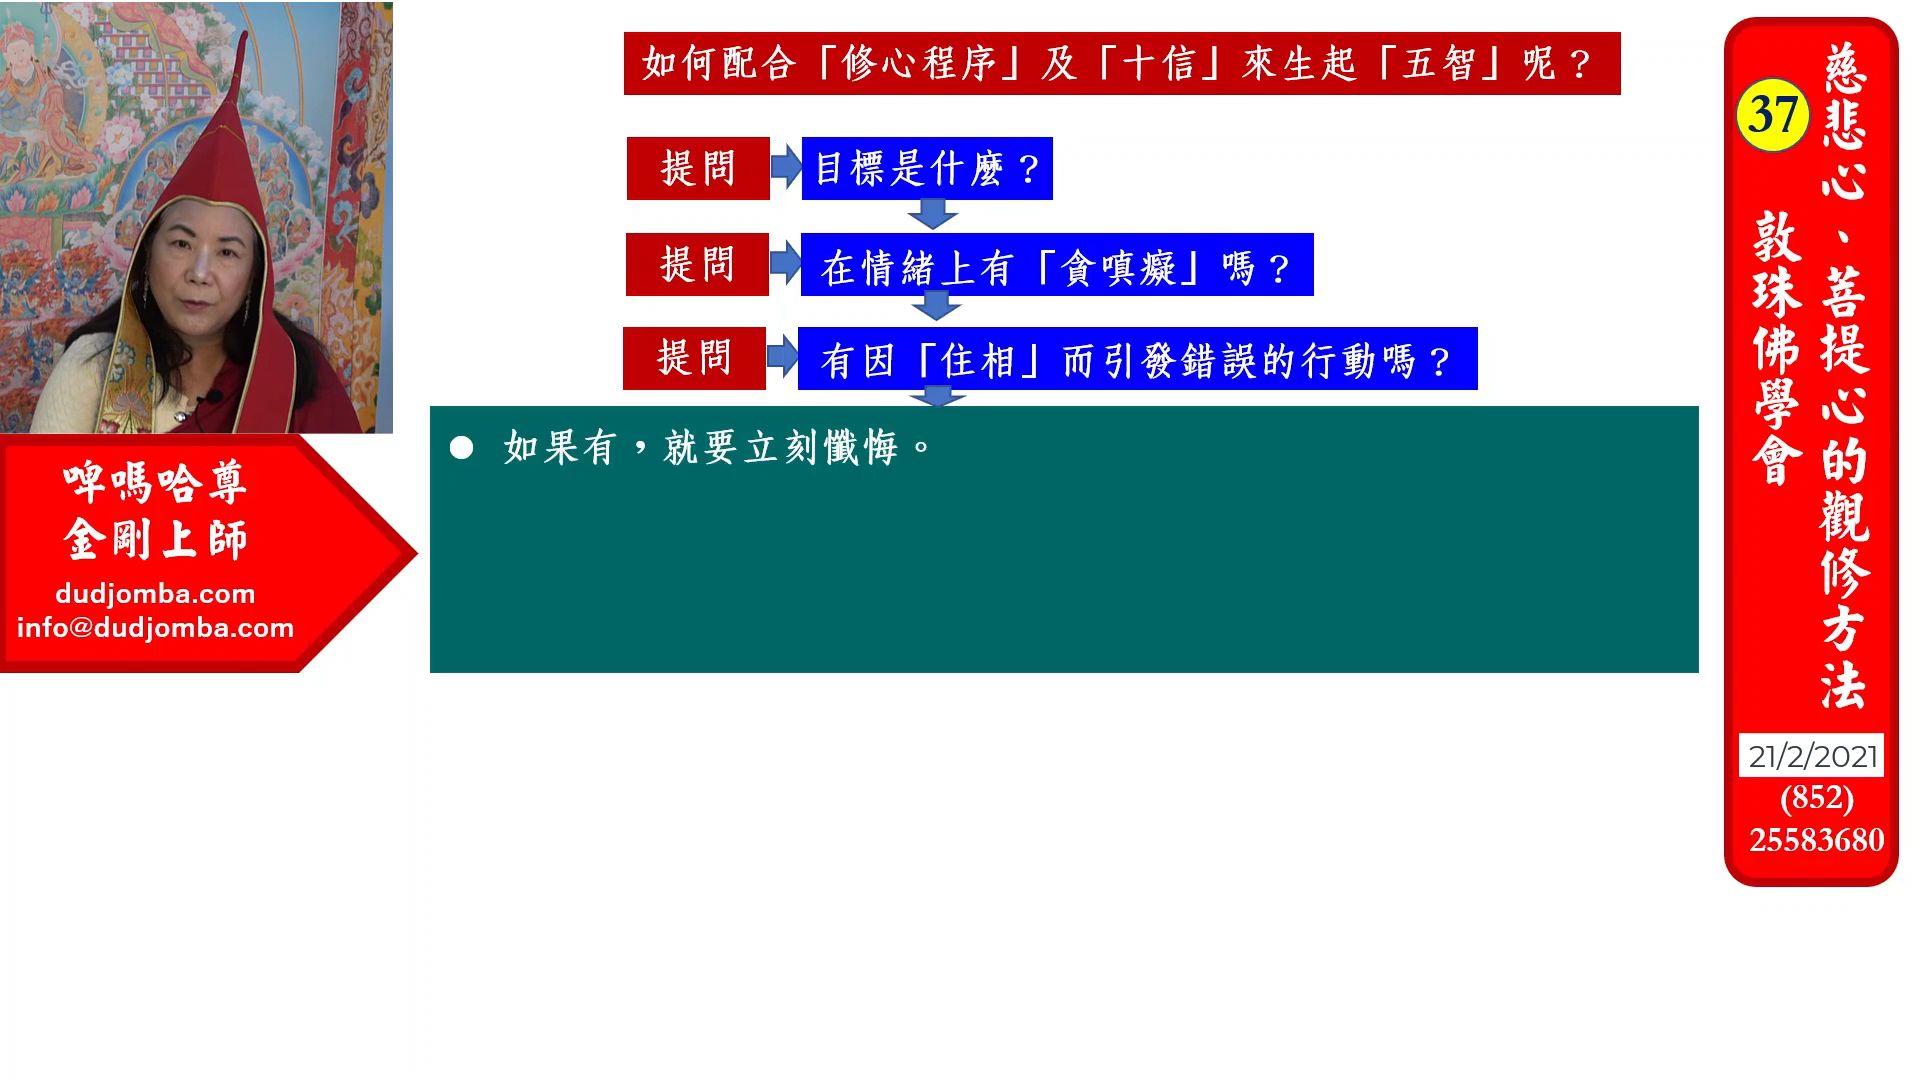 如何配合「修心程序」及「十信」來生起「五智」呢？
提問
目標是什麼？
提問
在情緒上有「貪嗔癡」嗎？
提問
有因「住相」而引發錯誤的行動嗎？
● 如果有，就要立刻懺悔。
啤嗎哈尊
金剛上師
dudjomba.com
info@dudjomba.com
慈悲心、菩提心的觀修方法
37
敦珠佛學會
21/2/2021
(852)
25583680